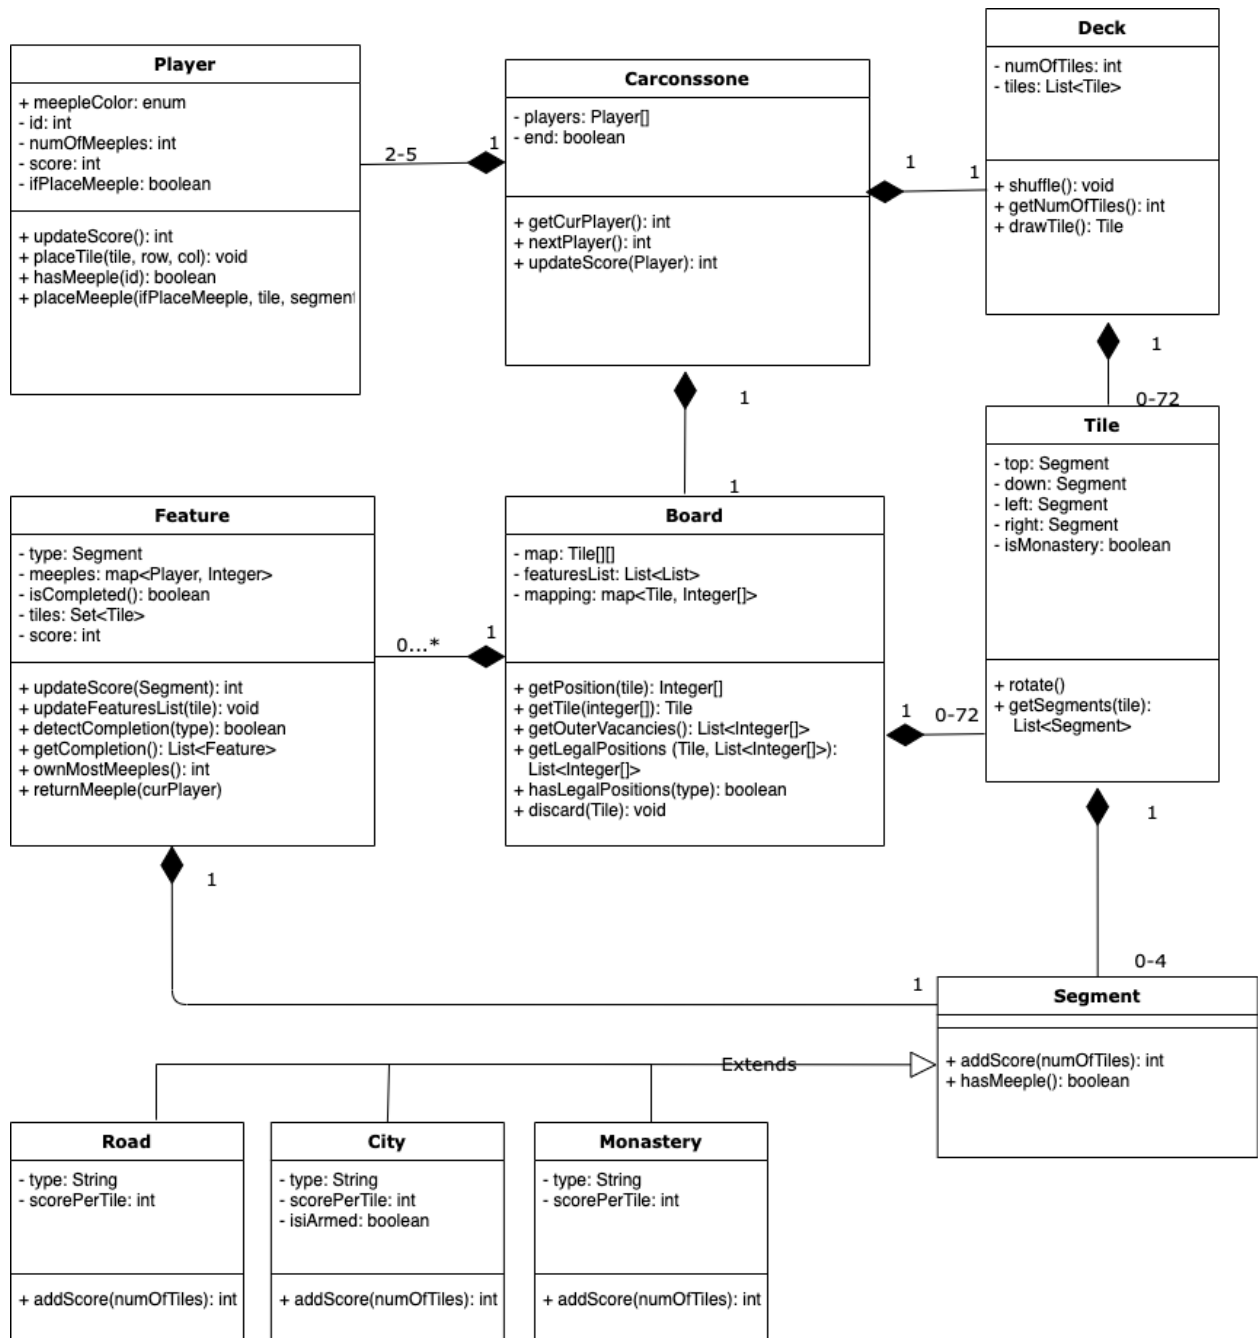 Player
+ meepleColor: enum
- id: int
- numOfMeeples: int
- score: int
- ifPlaceMeeple: boolean
+ updateScore(): int
+ placeTile(tile, row, col): void
+ hasMeeple(id): boolean
+ placeMeeple(ifPlaceMeeple, tile, segment
2-5
1
Carconssone
- players: Player[]
- end: boolean
+ getCurPlayer(): int
+ nextPlayer(): int
+ updateScore(Player): int
1
1
Deck
- numOfTiles: int
- tiles: List<Tile>
+ shuffle(): void
+ getNumOfTiles(): int
+ drawTile(): Tile
1
0-72
1
1
Feature
- type: Segment
- meeples: map<Player, Integer>
- isCompleted(): boolean
- tiles: Set<Tile>
- score: int
+ updateScore(Segment): int
+ updateFeaturesList(tile): void
+ detectCompletion(type): boolean
+ getCompletion(): List<Feature>
+ ownMostMeeples(): int
+ returnMeeple(curPlayer)
0...*
1
Board
- map: Tile[][]
- featuresList: List<List>
- mapping: map<Tile, Integer[]>
+ getPosition(tile): Integer[]
+ getTile(integer[]): Tile
+ getOuterVacancies(): List<Integer[]>
+ getLegalPositions (Tile, List<Integer[]>):
List<Integer[]>
+ hasLegalPositions(type): boolean
+ discard(Tile): void
1
0-72
Tile
- top: Segment
- down: Segment
- left: Segment
- right: Segment
- isMonastery: boolean
+ rotate()
+ getSegments(tile):
List<Segment>
1
0-4
1
1
Segment
+ addScore(numOfTiles): int
+ hasMeeple(): boolean
Extends
Road
- type: String
- scorePerTile: int
+ addScore(numOfTiles): int
City
- type: String
- scorePerTile: int
- isiArmed: boolean
+ addScore(numOfTiles): int
Monastery
- type: String
- scorePerTile: int
+ addScore(numOfTiles): int